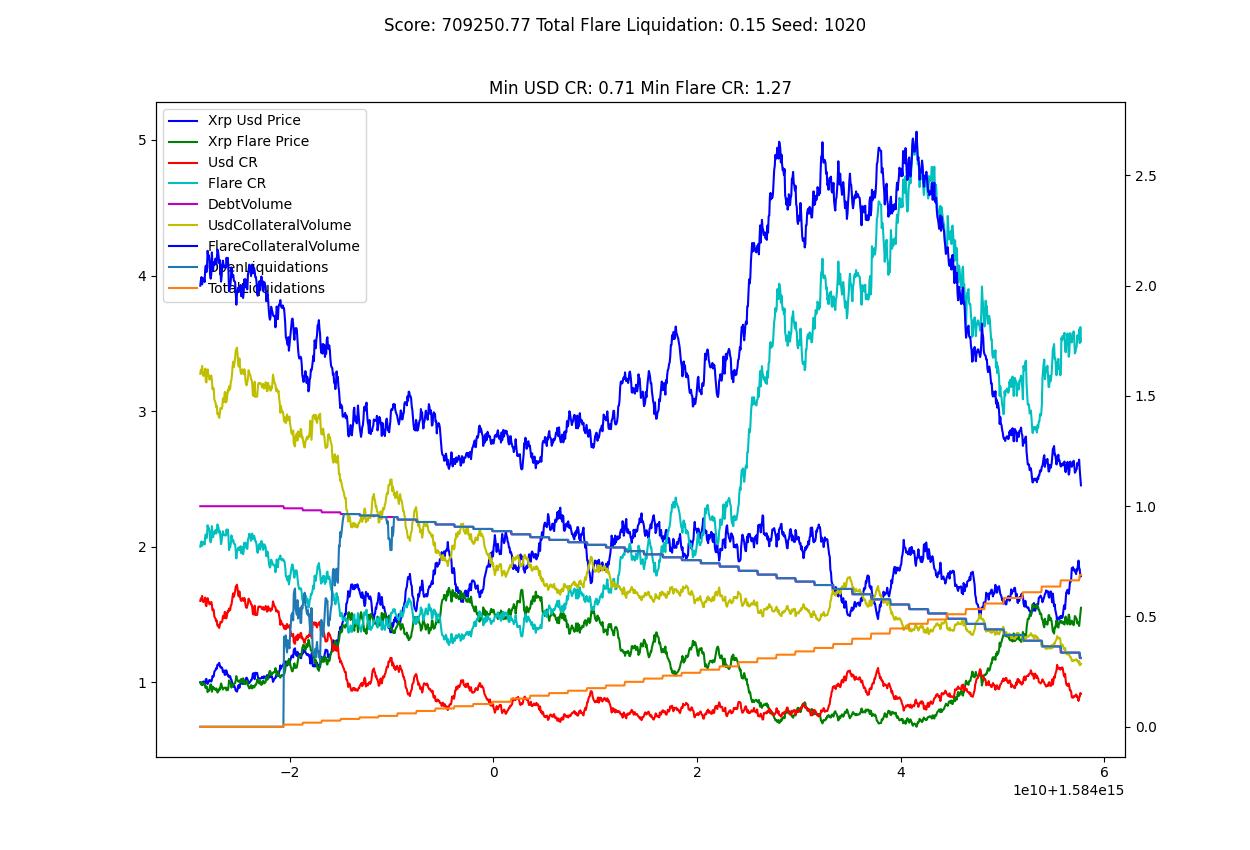 Score: 709250.77 Total Flare Liquidation: 0.15 Seed: 1020
Min USD CR: 0.71 Min Flare CR: 1.27
Xrp Usd Price
Xrp Flare Price
Usd CR
Flare CR
DebtVolume
UsdCollateralVolume
FlareCollateralVolume
OpenLiquidations
TotalLiquidations
5
4
3
2
1
2.5
2.0
1.5
1.0
0.5
0.0
−2 0 2 4 6
1e10+1.584e15